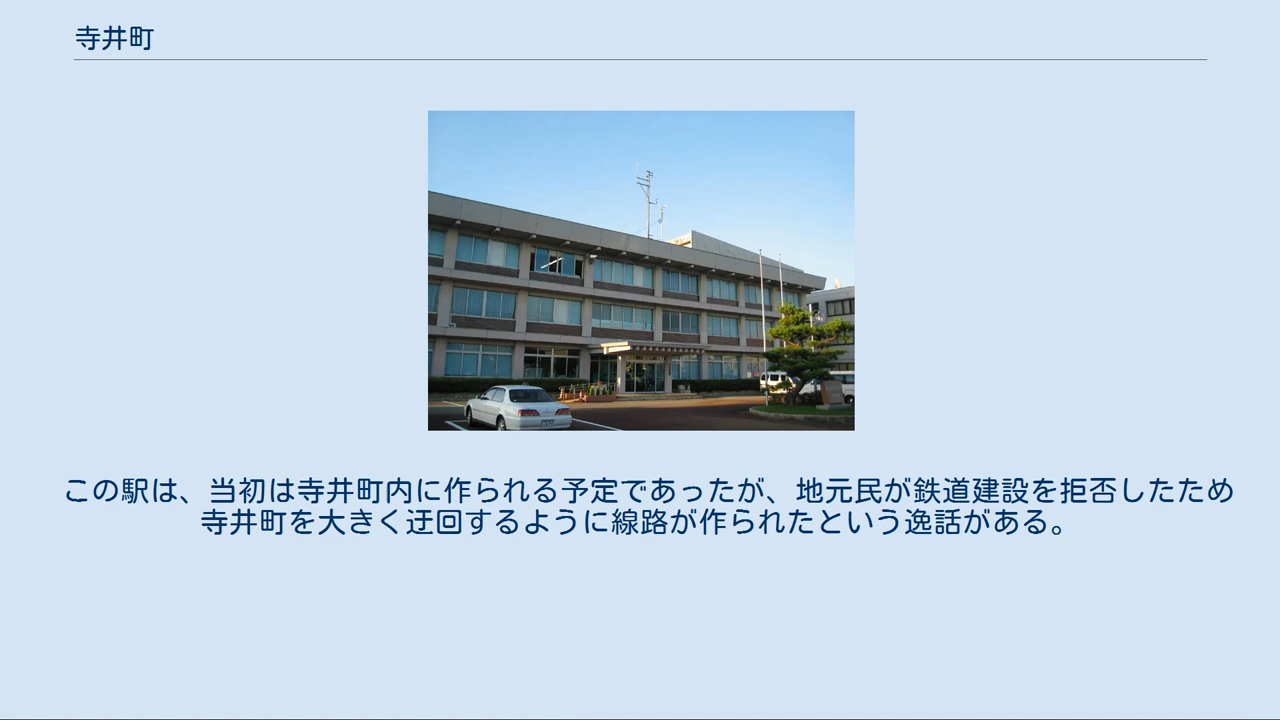 寺井町
この駅は、当初は寺井町内に作られる予定であったが、地元民が鉄道建設を拒否したため
寺井町を大きく迂回するように線路が作られたという逸話がある。